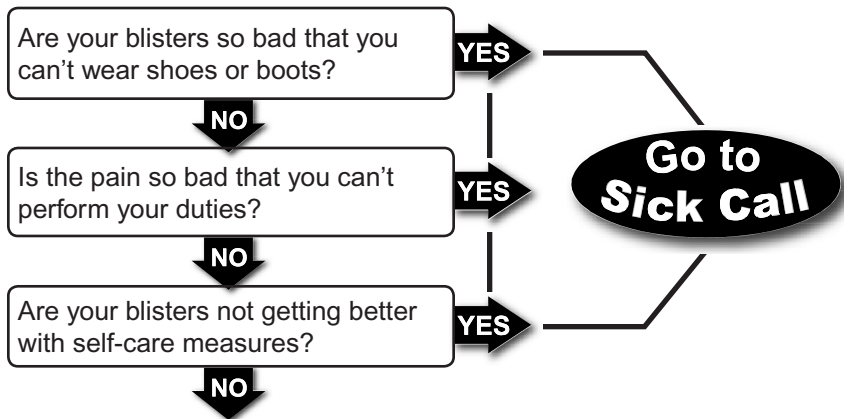 Are your blisters so bad that you
can't wear shoes or boots?
YES
NO
Is the pain so bad that you can't
perform your duties?
YES
NO
Are your blisters not getting better
with self-care measures?
YES
NO
Go to
Sick Call